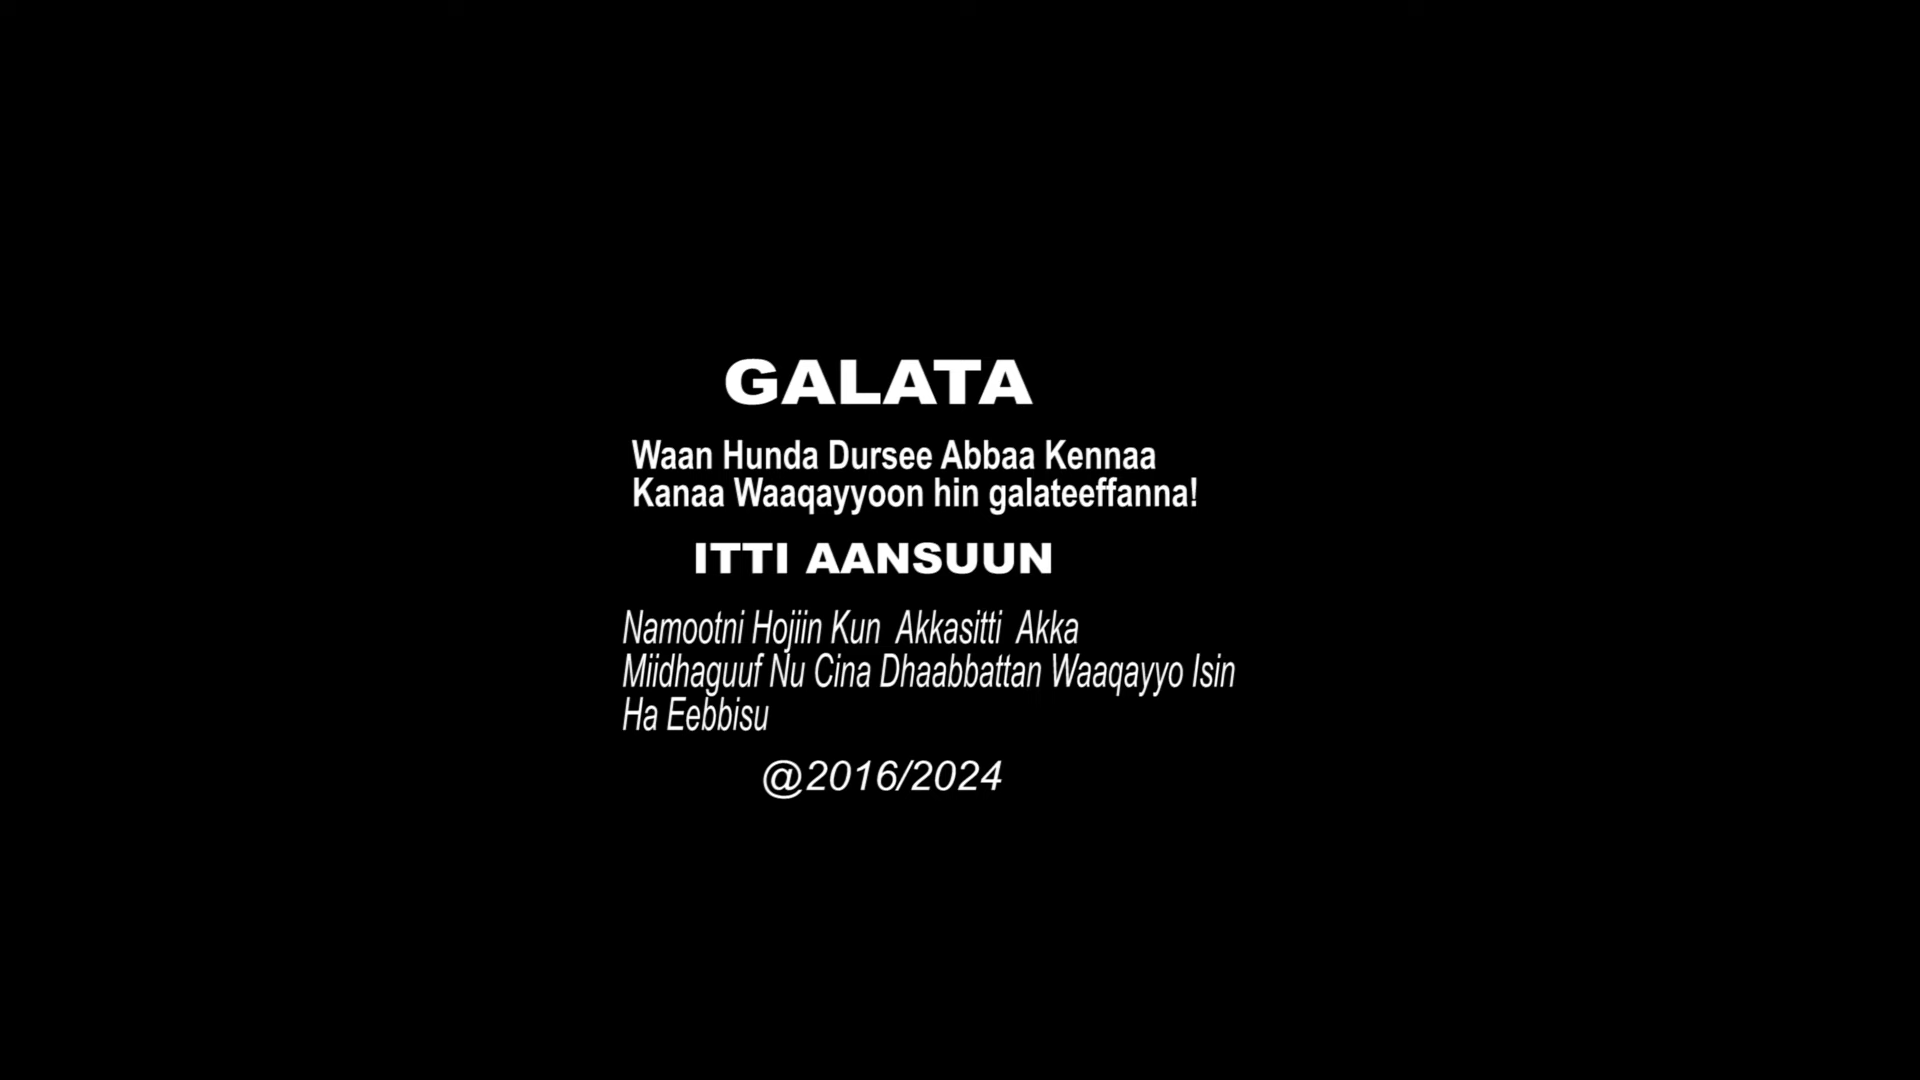 GALATA
Waan Hunda Dursee Abbaa Kennaa
Kanaa Waaqayyoon hin galateeffanna!
ITTI AANSUUN
Namootni Hojiin Kun Akkasitti Akka
Miidhaguuf Nu Cina Dhaabbattan Waaqayyo Isin
Ha Eebbisu
@2016/2024